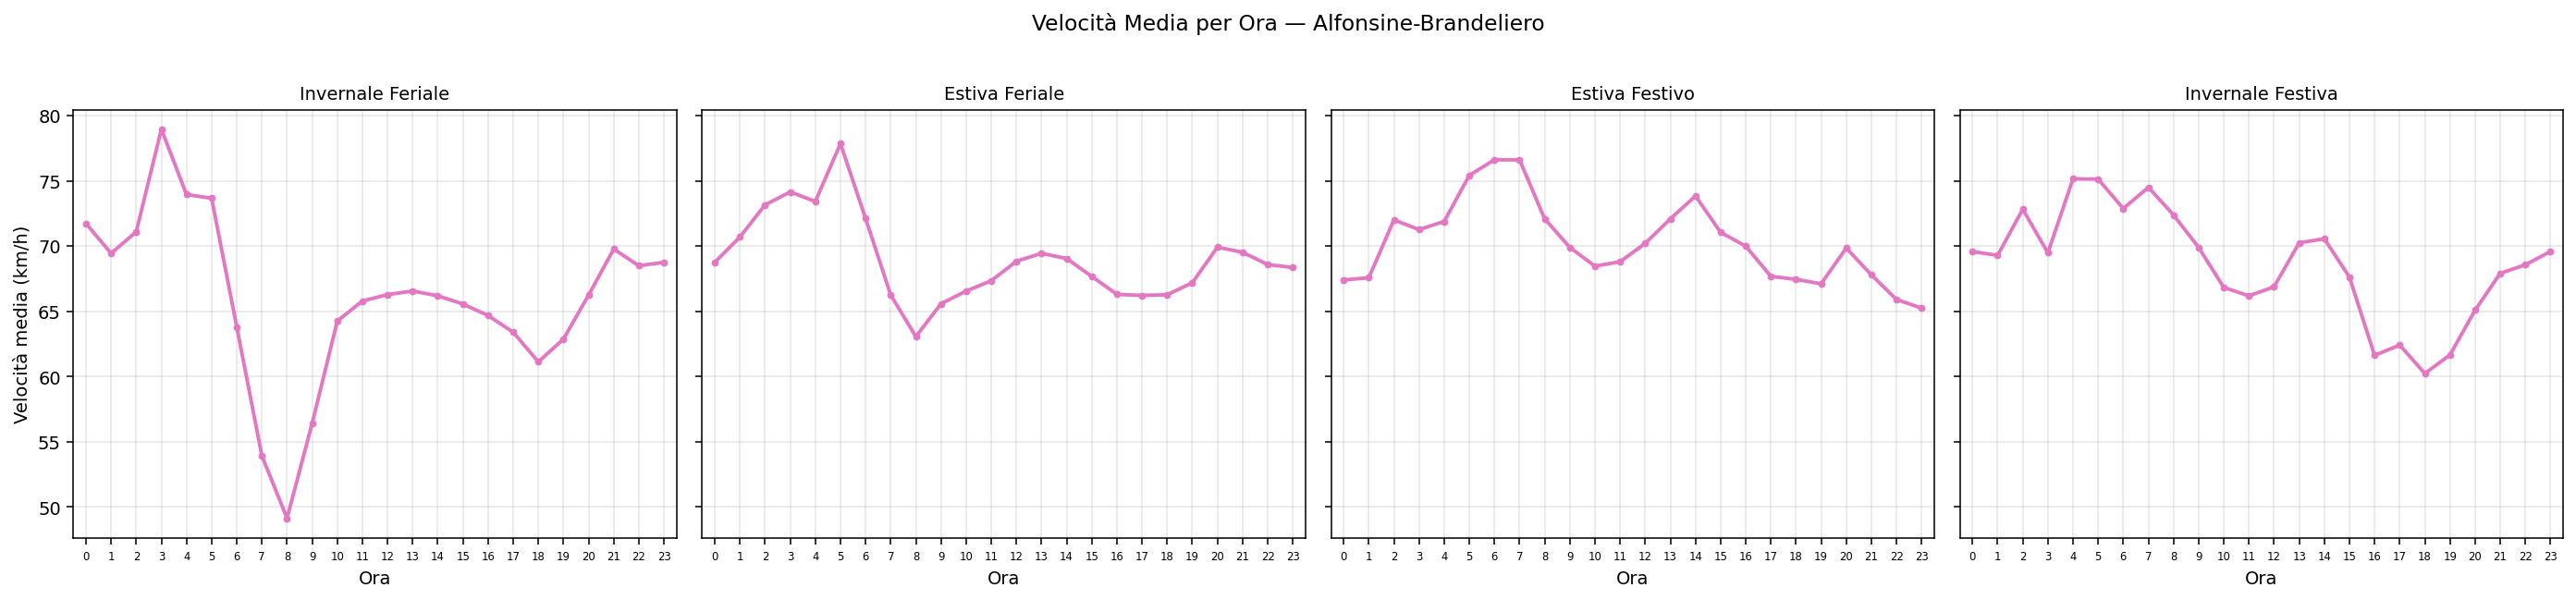 Velocità Media per Ora — Alfonsine-Brandeliero
Invernale Feriale
Estiva Feriale
Estiva Festivo
Invernale Festiva
Velocità media (km/h)
80
75
70
65
60
55
50
0 1 2 3 4 5 6 7 8 9 10 11 12 13 14 15 16 17 18 19 20 21 22 23
0 1 2 3 4 5 6 7 8 9 10 11 12 13 14 15 16 17 18 19 20 21 22 23
0 1 2 3 4 5 6 7 8 9 10 11 12 13 14 15 16 17 18 19 20 21 22 23
0 1 2 3 4 5 6 7 8 9 10 11 12 13 14 15 16 17 18 19 20 21 22 23
Ora
Ora
Ora
Ora